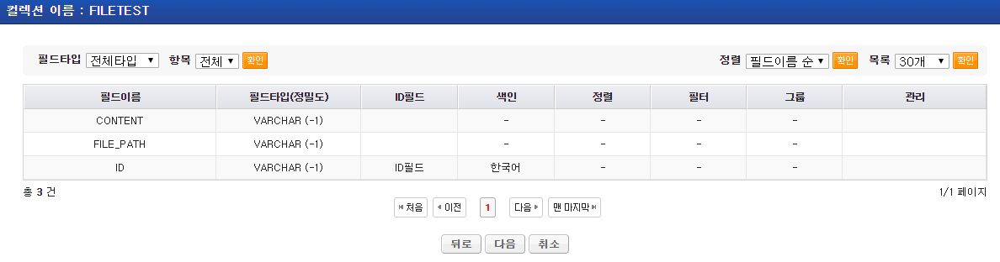 컬렉션 이름 : FILETEST
필드타입 전체타입 항목 전체 확인 정렬 필드이름 순 확인 목록 30개 확인
필드이름 필드타입(정밀도) ID필드 색인 정렬 필터 그룹 관리
CONTENT VARCHAR (-1) - - - -
FILE_PATH VARCHAR (-1) - - - -
ID VARCHAR (-1) ID필드 한국어 - - -
총 3 건 1/1 페이지
처음 이전 1 다음 맨 마지막
뒤로 다음 취소